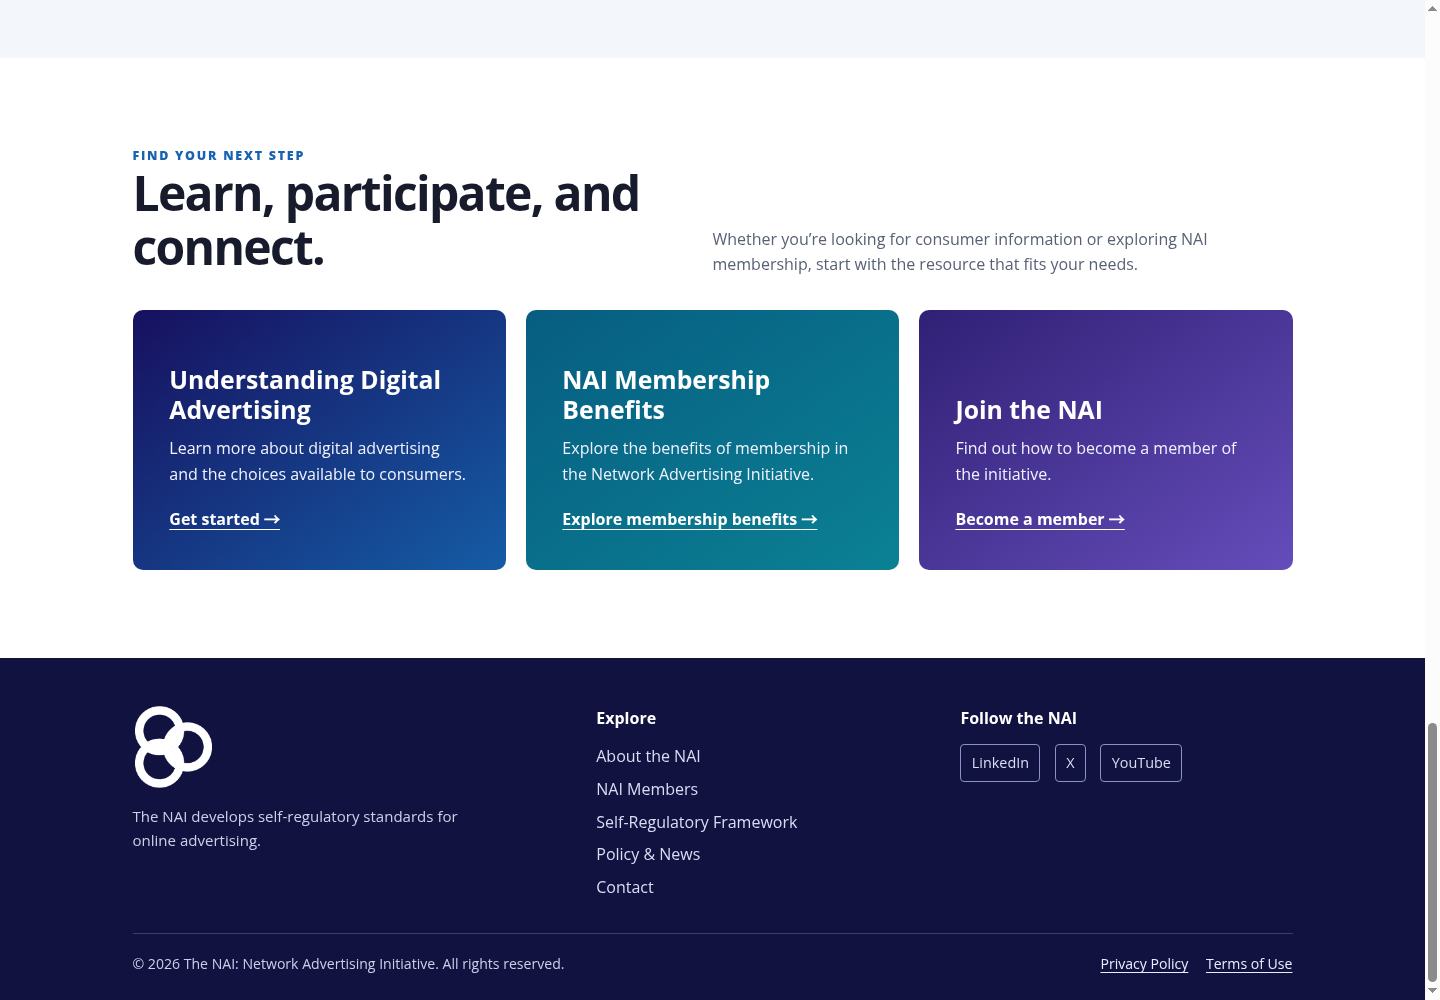 FIND YOUR NEXT STEP
Learn, participate, and
connect.
Whether you’re looking for consumer information or exploring NAI
membership, start with the resource that fits your needs.
Understanding Digital
Advertising
Learn more about digital advertising
and the choices available to consumers.
Get started →
NAI Membership
Benefits
Explore the benefits of membership in
the Network Advertising Initiative.
Explore membership benefits →
Join the NAI
Find out how to become a member of
the initiative.
Become a member →
The NAI develops self-regulatory standards for
online advertising.
Explore
About the NAI
NAI Members
Self-Regulatory Framework
Policy & News
Contact
Follow the NAI
LinkedIn
X
YouTube
© 2026 The NAI: Network Advertising Initiative. All rights reserved.
Privacy Policy
Terms of Use